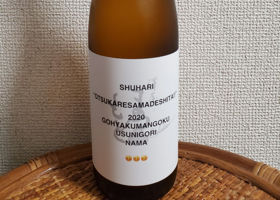 SHUHARI
"OTSUKARESAMADESHITA"
2020
GOHYAKUMANGOKU
USUNIGORI
NAMA